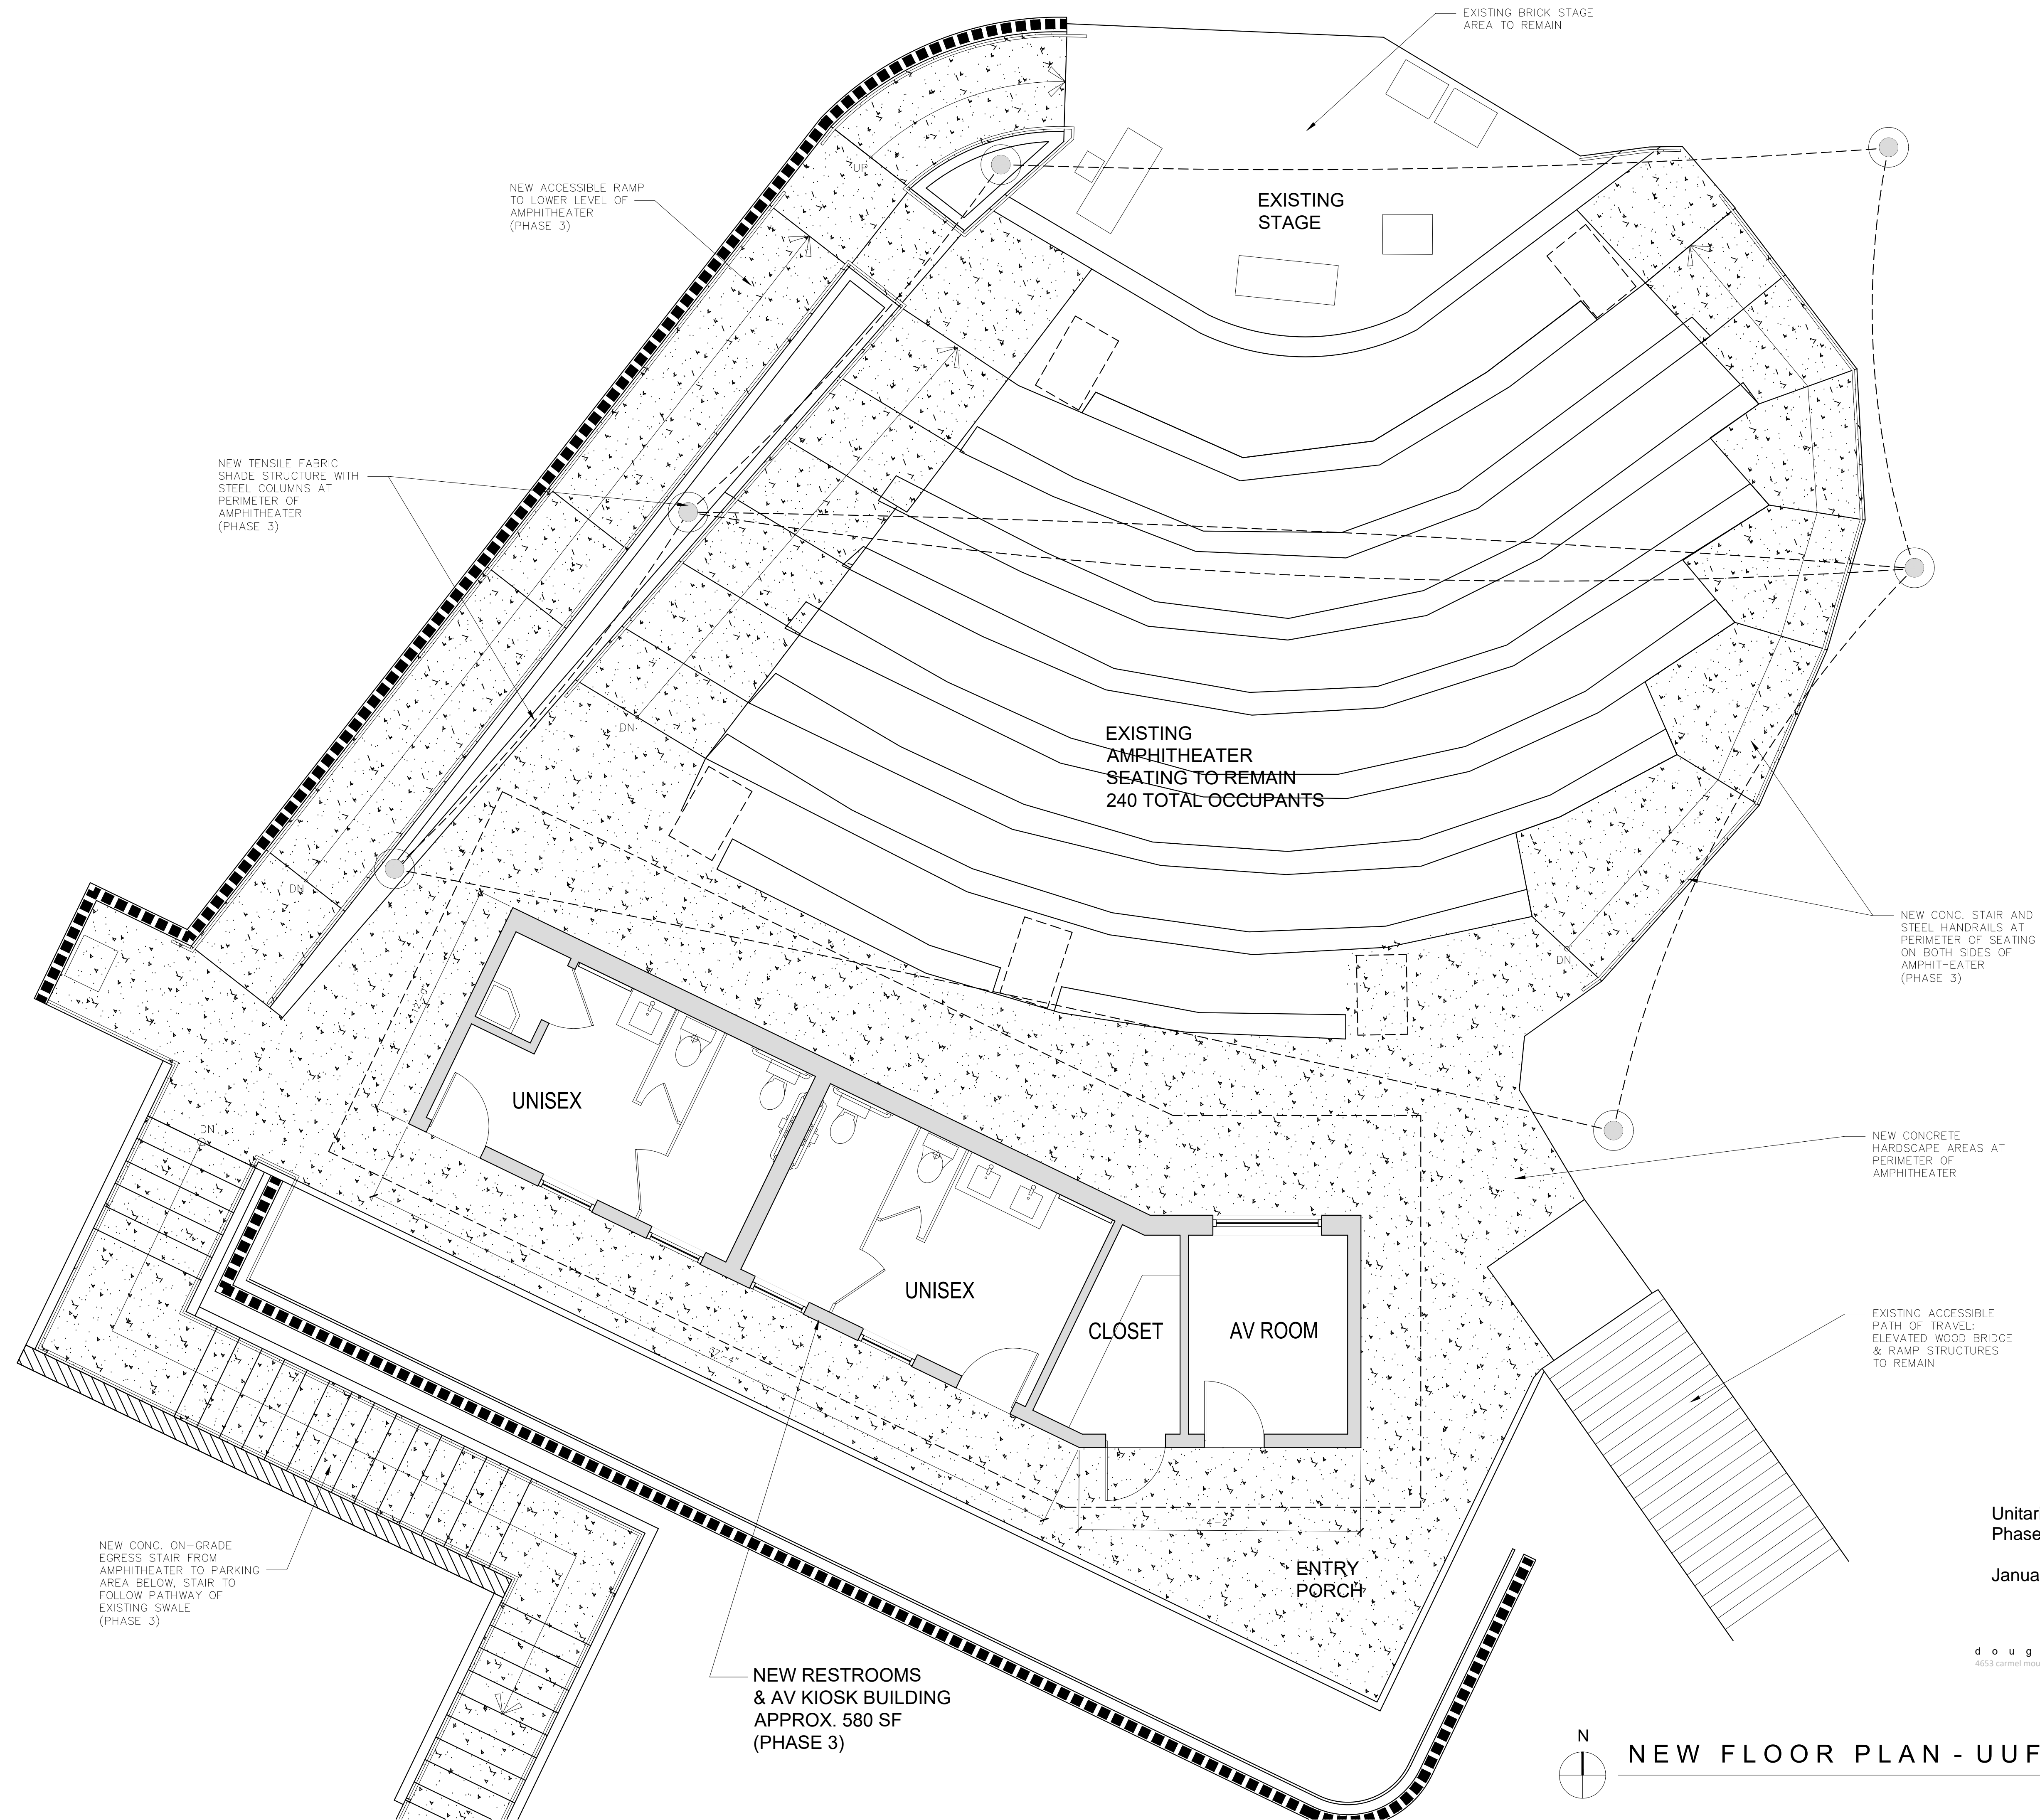 EXISTING BRICK STAGE
AREA TO REMAIN
NEW ACCESSIBLE RAMP
TO LOWER LEVEL OF
AMPHITHEATER
(PHASE 3)
UP
EXISTING
STAGE
NEW TENSILE FABRIC
SHADE STRUCTURE WITH
STEEL COLUMNS AT
PERIMETER OF
AMPHITHEATER
(PHASE 3)
DN
EXISTING
AMPHITHEATER
SEATING TO REMAIN
240 TOTAL OCCUPANTS
DN
NEW CONC. STAIR AND
STEEL HANDRAILS AT
PERIMETER OF SEATING
ON BOTH SIDES OF
AMPHITHEATER
(PHASE 3)
DN
12'-0"
UNISEX
DN
NEW CONCRETE
HARDSCAPE AREAS AT
PERIMETER OF
AMPHITHEATER
UNISEX
CLOSET
AV ROOM
EXISTING ACCESSIBLE
PATH OF TRAVEL:
ELEVATED WOOD BRIDGE
& RAMP STRUCTURES
TO REMAIN
14'-2"
ENTRY
PORCH
NEW CONC. ON-GRADE
EGRESS STAIR FROM
AMPHITHEATER TO PARKING
AREA BELOW, STAIR TO
FOLLOW PATHWAY OF
EXISTING SWALE
(PHASE 3)
NEW RESTROOMS
& AV KIOSK BUILDING
APPROX. 580 SF
(PHASE 3)
Unitar
Phase
Janua
d o u g
4653 carmel mou
N
NEW FLOOR PLAN - UUF